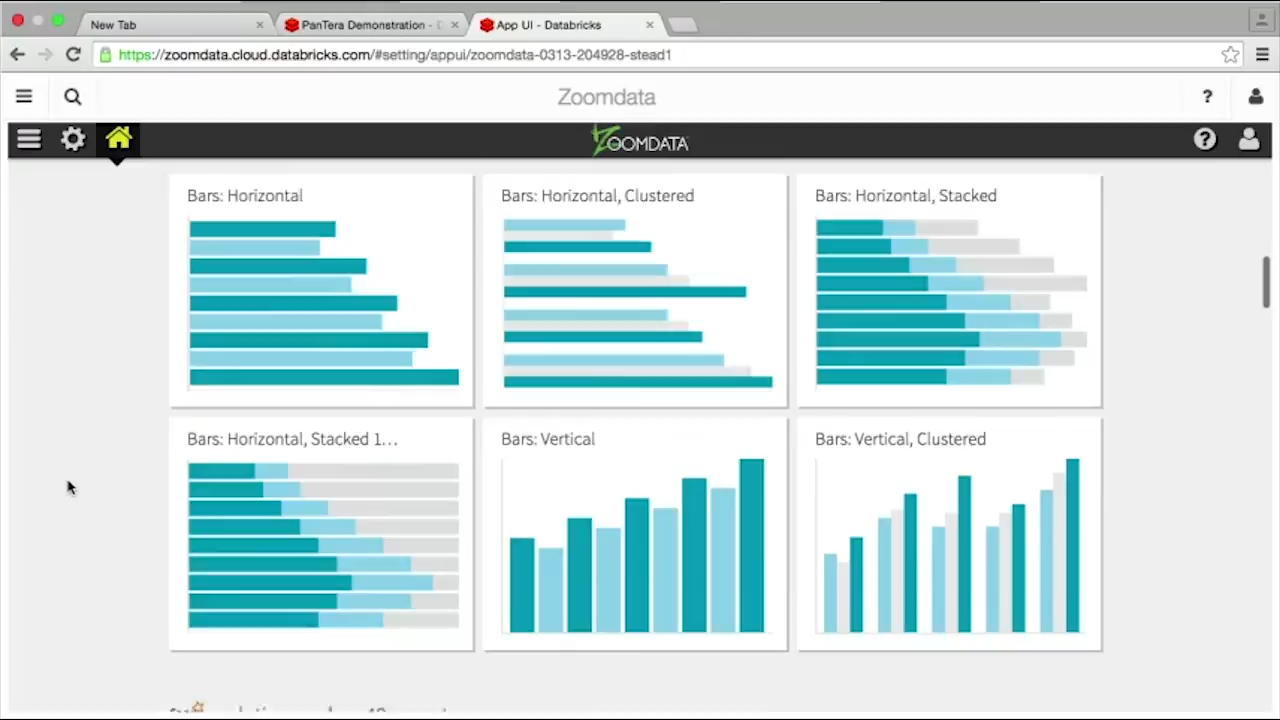 New Tab
PanTera Demonstration - D
App UI - Databricks
https://zoomdata.cloud.databricks.com/#setting/appui/zoomdata-0313-204928-stead1
Zoomdata
?
ZOOMDATA
?
Bars: Horizontal
Bars: Horizontal, Clustered
Bars: Horizontal, Stacked
Bars: Horizontal, Stacked 1…
Bars: Vertical
Bars: Vertical, Clustered